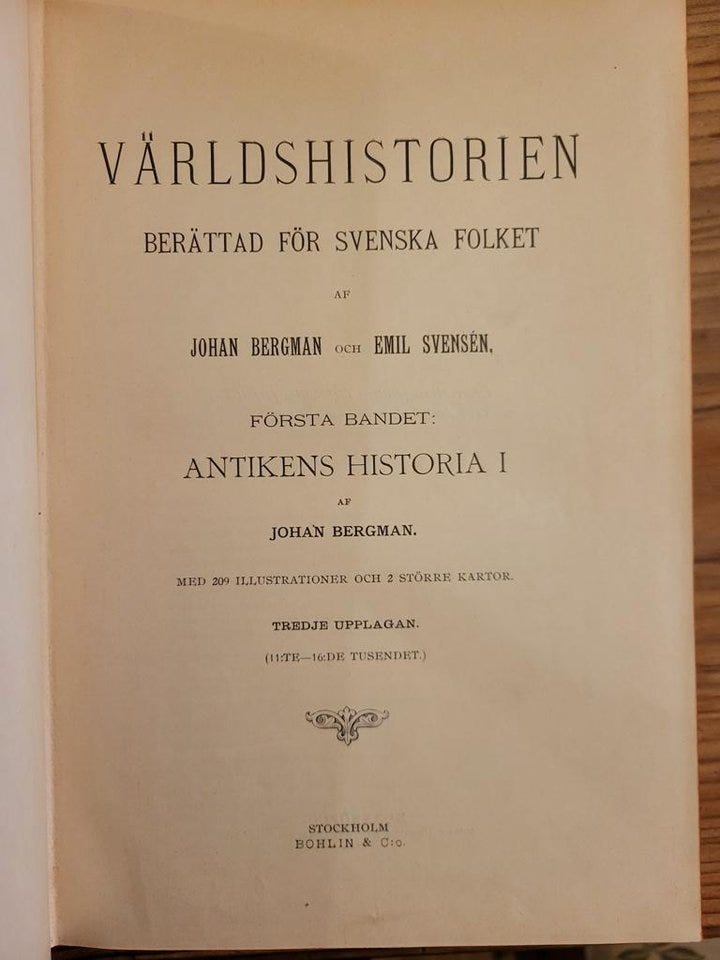 VÄRLDSHISTORIEN
BERÄTTAD FÖR SVENSKA FOLKET
AF
JOHAN BERGMAN OCH EMIL SVENSÉN.
FÖRSTA BANDET:
ANTIKENS HISTORIA I
AF
JOHAN BERGMAN.
MED 209 ILLUSTRATIONER OCH 2 STÖRRE KARTOR.
TREDJE UPPLAGAN.
(11:TE—16:DE TUSENDET.)
STOCKHOLM
BOHLIN & C:o.